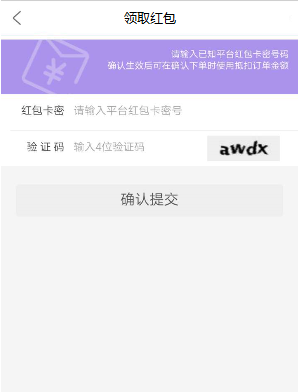 领取红包
请输入已知平台红包卡密号码
确认生效后可在确认下单时使用抵扣订单金额
红包卡密 请输入平台红包卡密号
验证码 输入4位验证码 awdx
确认提交